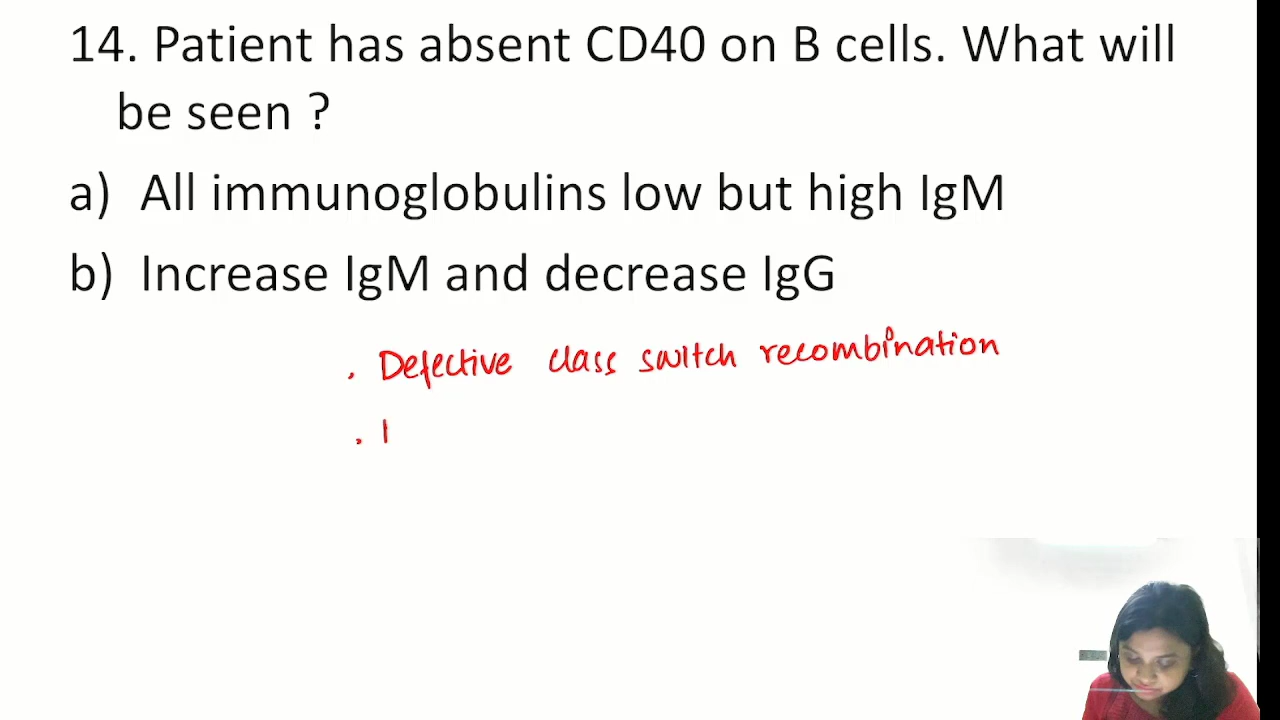 14. Patient has absent CD40 on B cells. What will
be seen ?
a) All immunoglobulins low but high IgM
b) Increase IgM and decrease IgG
. Defective class switch recombination
. I